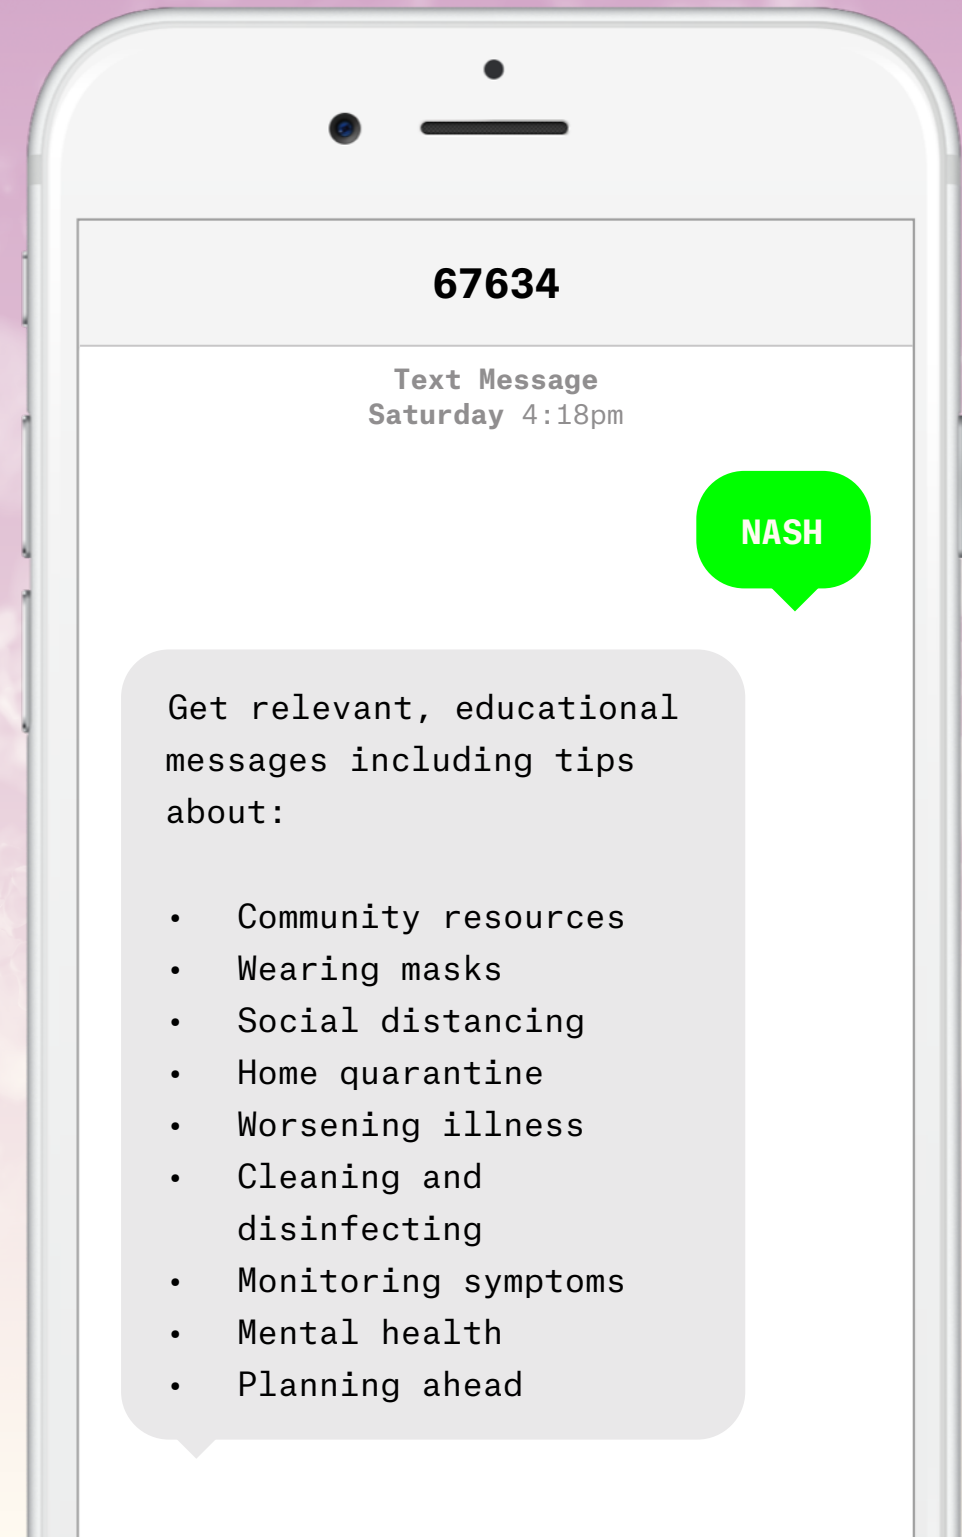 67634
Text Message
Saturday 4:18pm
NASH
Get relevant, educational
messages including tips
about:
• Community resources
• Wearing masks
• Social distancing
• Home quarantine
• Worsening illness
• Cleaning and
disinfecting
• Monitoring symptoms
• Mental health
• Planning ahead